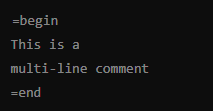 =begin
This is a
multi-line comment
=end